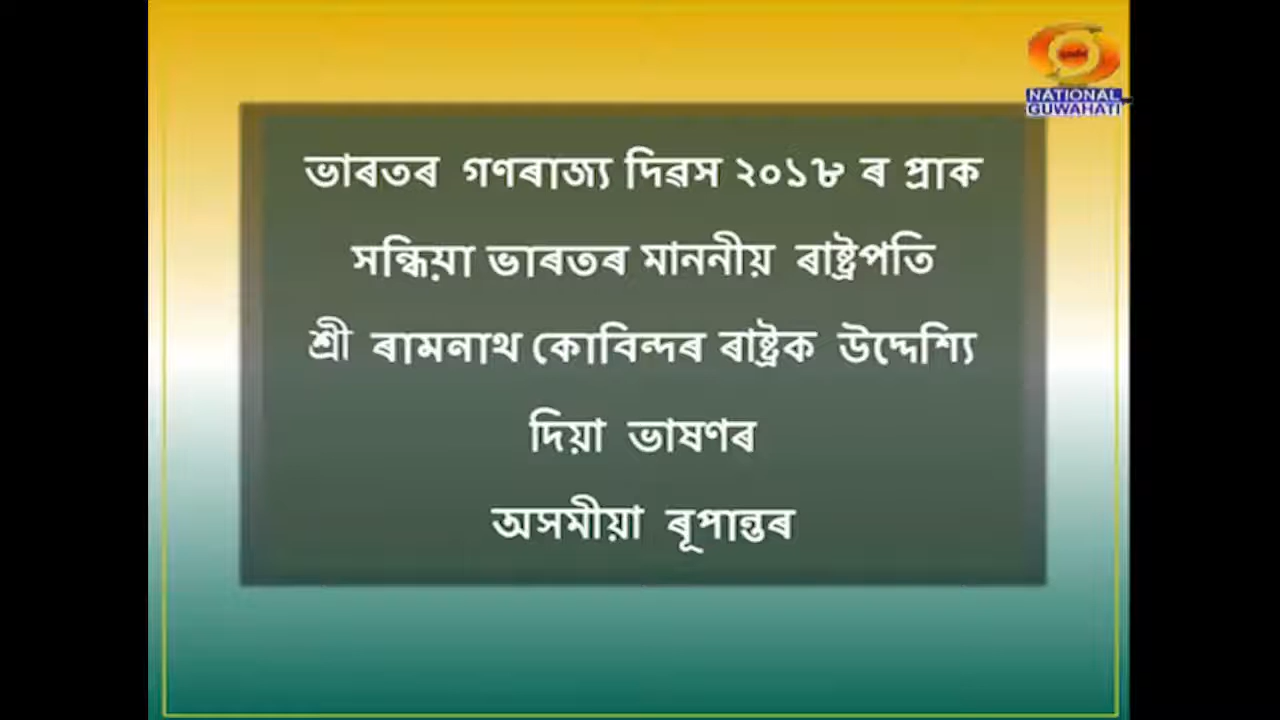 NATIONAL
GUWAHATI
ভাৰতৰ গণৰাজ্য দিৱস ২০১৮ ৰ প্ৰাক
সন্ধিয়া ভাৰতৰ মাননীয় ৰাষ্ট্ৰপতি
শ্ৰী ৰামনাথ কোবিন্দৰ ৰাষ্ট্ৰক উদ্দেশ্যি
দিয়া ভাষণৰ
অসমীয়া ৰূপান্তৰ